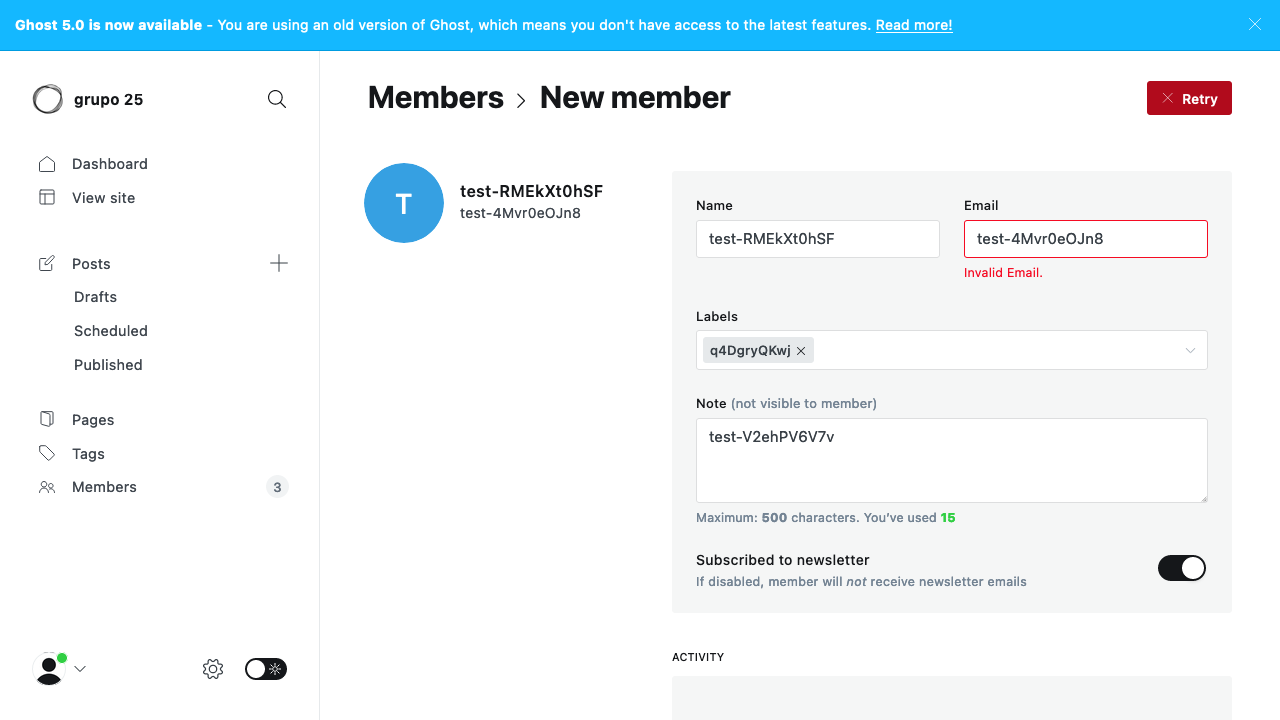 Ghost 5.0 is now available - You are using an old version of Ghost, which means you don't have access to the latest features. Read more!
grupo 25
Dashboard
View site
Posts
Drafts
Scheduled
Published
Pages
Tags
Members 3
Members > New member
Retry
T
test-RMEkXt0hSF
test-4Mvr0eOJn8
Name
test-RMEkXt0hSF
Email
test-4Mvr0eOJn8
Invalid Email.
Labels
q4DgryQKwj
Note (not visible to member)
test-V2ehPV6V7v
Maximum: 500 characters. You’ve used 15
Subscribed to newsletter
If disabled, member will not receive newsletter emails
ACTIVITY